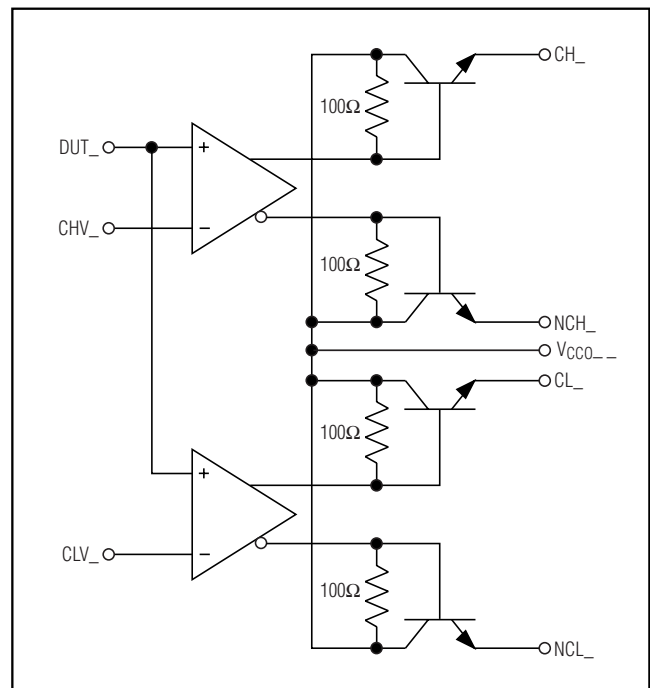 CH_
100Ω
DUT_
+
CHV_
−
100Ω
NCH_
VCCO_ _
CL_
100Ω
+
CLV_
−
100Ω
NCL_